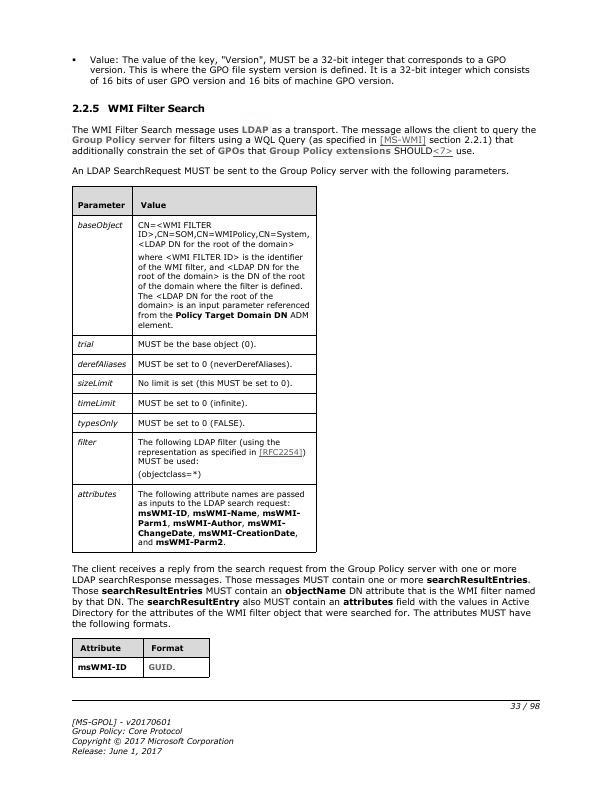 ▪ Value: The value of the key, "Version", MUST be a 32-bit integer that corresponds to a GPO
version. This is where the GPO file system version is defined. It is a 32-bit integer which consists
of 16 bits of user GPO version and 16 bits of machine GPO version.
2.2.5 WMI Filter Search
The WMI Filter Search message uses LDAP as a transport. The message allows the client to query the
Group Policy server for filters using a WQL Query (as specified in [MS-WMI] section 2.2.1) that
additionally constrain the set of GPOs that Group Policy extensions SHOULD<7> use.
An LDAP SearchRequest MUST be sent to the Group Policy server with the following parameters.
Parameter Value
baseObject CN=<WMI FILTER
ID>,CN=SOM,CN=WMIPolicy,CN=System,
<LDAP DN for the root of the domain>
where <WMI FILTER ID> is the identifier
of the WMI filter, and <LDAP DN for the
root of the domain> is the DN of the root
of the domain where the filter is defined.
The <LDAP DN for the root of the
domain> is an input parameter referenced
from the Policy Target Domain DN ADM
element.
trial MUST be the base object (0).
derefAliases MUST be set to 0 (neverDerefAliases).
sizeLimit No limit is set (this MUST be set to 0).
timeLimit MUST be set to 0 (infinite).
typesOnly MUST be set to 0 (FALSE).
filter The following LDAP filter (using the
representation as specified in [RFC2254])
MUST be used:
(objectclass=*)
attributes The following attribute names are passed
as inputs to the LDAP search request:
msWMI-ID, msWMI-Name, msWMI-
Parm1, msWMI-Author, msWMI-
ChangeDate, msWMI-CreationDate,
and msWMI-Parm2.
The client receives a reply from the search request from the Group Policy server with one or more
LDAP searchResponse messages. Those messages MUST contain one or more searchResultEntries.
Those searchResultEntries MUST contain an objectName DN attribute that is the WMI filter named
by that DN. The searchResultEntry also MUST contain an attributes field with the values in Active
Directory for the attributes of the WMI filter object that were searched for. The attributes MUST have
the following formats.
Attribute Format
msWMI-ID GUID.
33 / 98
[MS-GPOL] - v20170601
Group Policy: Core Protocol
Copyright © 2017 Microsoft Corporation
Release: June 1, 2017